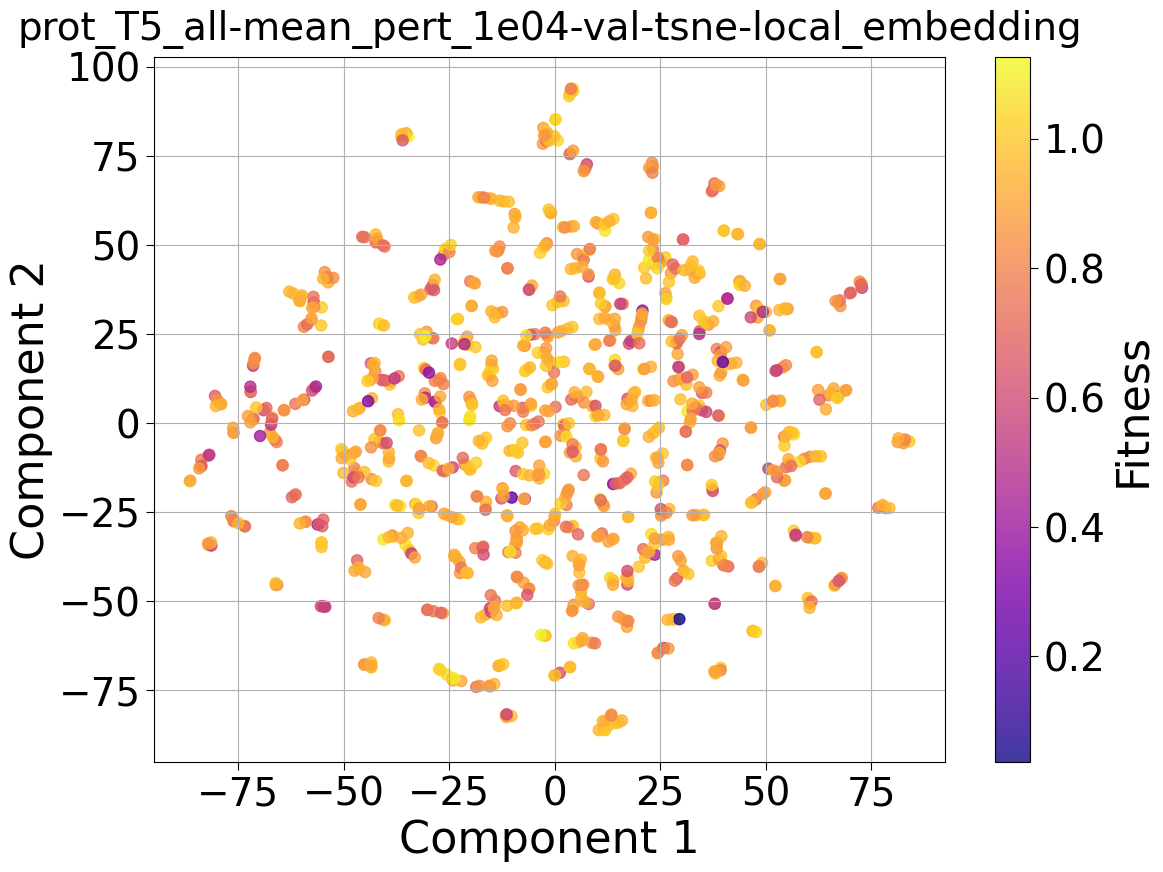 prot_T5_all-mean_pert_1e04-val-tsne-local_embedding
100
75
50
25
0
−25
−50
−75
Component 2
−75 −50 −25 0 25 50 75
Component 1
1.0
0.8
0.6
0.4
0.2
Fitness